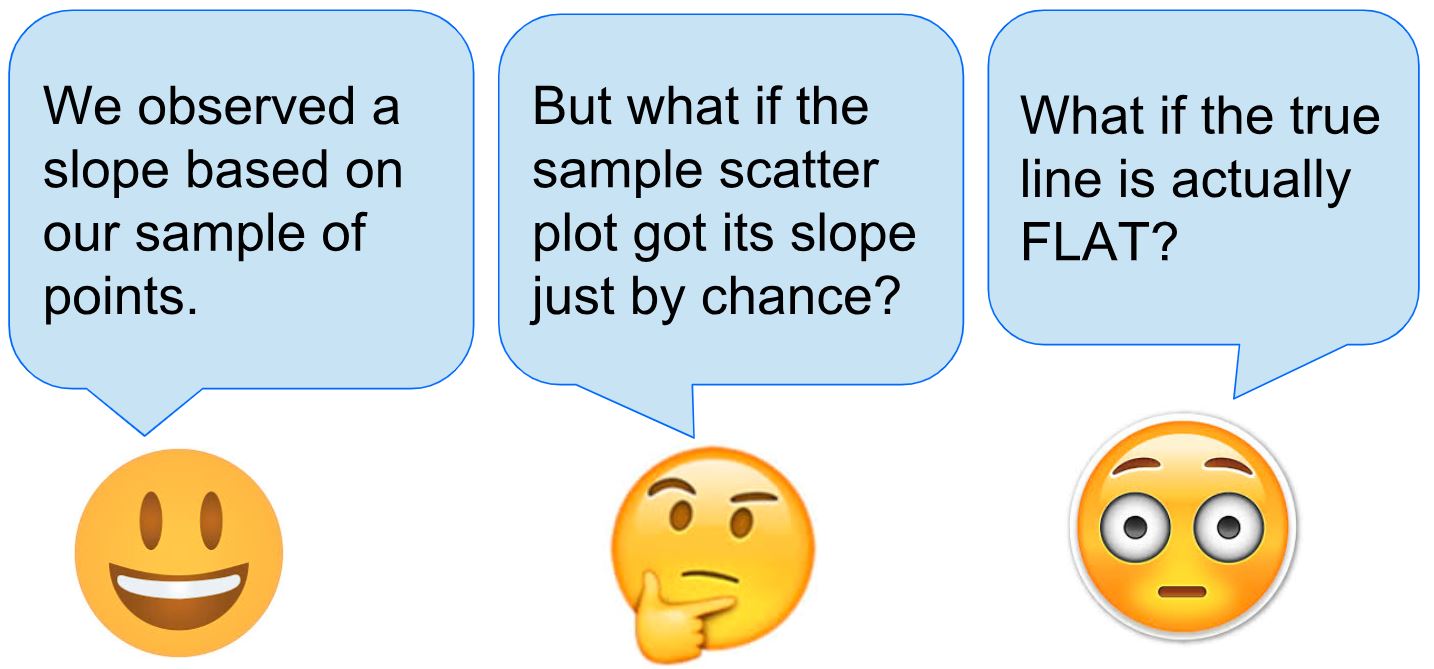 We observed a
slope based on
our sample of
points.
But what if the
sample scatter
plot got its slope
just by chance?
What if the true
line is actually
FLAT?